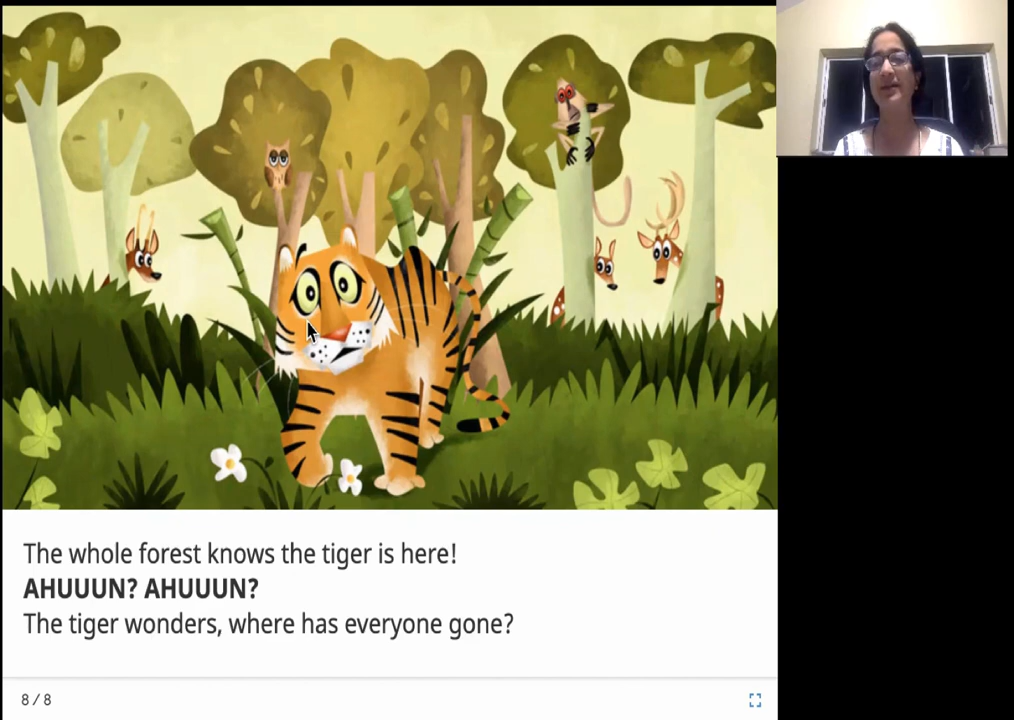 The whole forest knows the tiger is here!
AHUUUN? AHUUUN?
The tiger wonders, where has everyone gone?
8 / 8